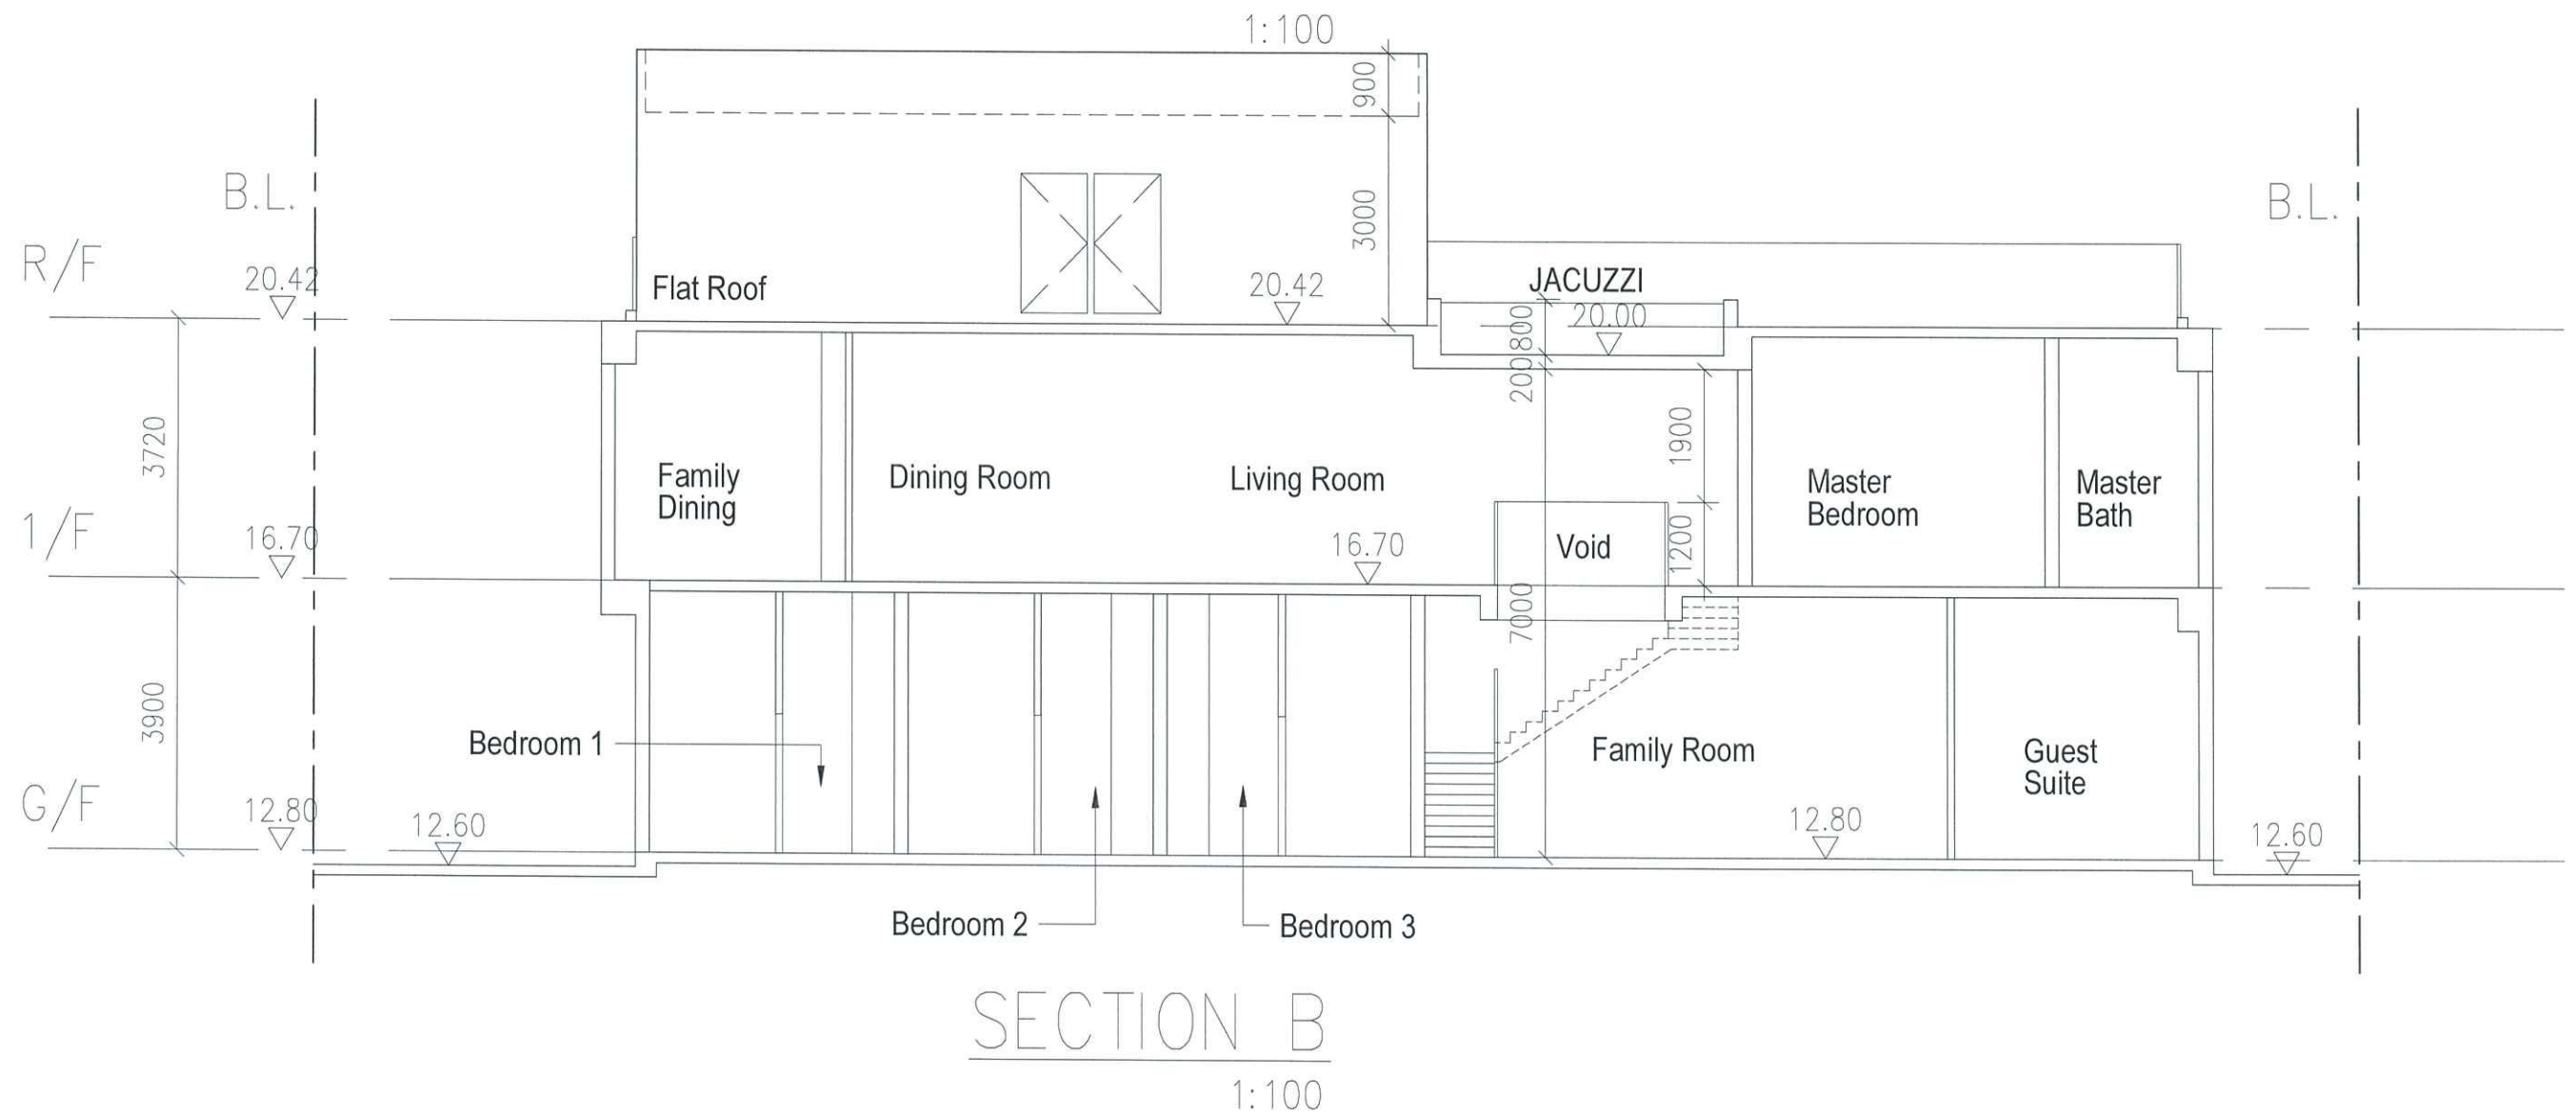 1:100
900
B.L.
B.L.
3000
R/F
20.42
Flat Roof
20.42
JACUZZI
20.00
800
200
3720
1900
Family
Dining
Dining Room
Living Room
Master
Bedroom
Master
Bath
1/F
16.70
16.70
Void
1200
7000
3900
Bedroom 1
Family Room
Guest
Suite
G/F
12.80
12.60
12.80
12.60
Bedroom 2
Bedroom 3
SECTION B
1:100